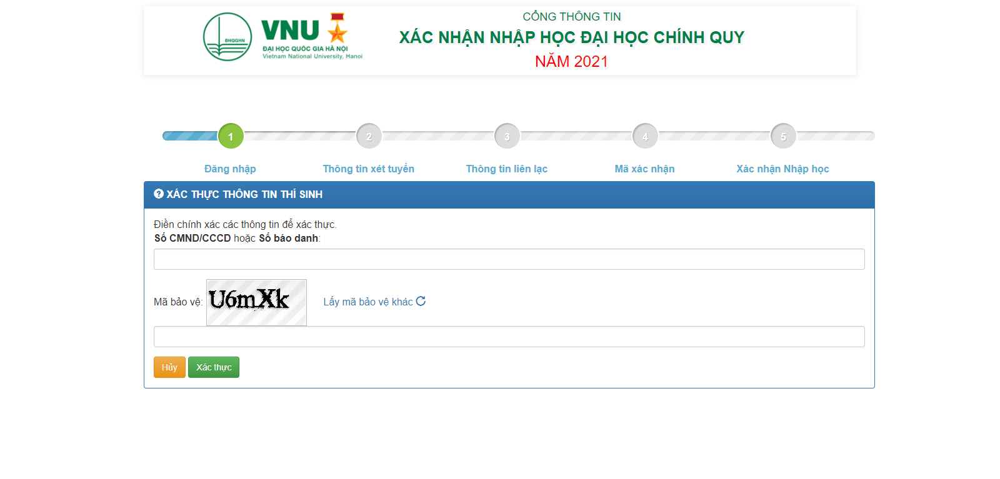 ĐHQGHN
VNU
ĐẠI HỌC QUỐC GIA HÀ NỘI
Vietnam National University, Hanoi
CỔNG THÔNG TIN
XÁC NHẬN NHẬP HỌC ĐẠI HỌC CHÍNH QUY
NĂM 2021
1 2 3 4 5
Đăng nhập Thông tin xét tuyển Thông tin liên lạc Mã xác nhận Xác nhận Nhập học
XÁC THỰC THÔNG TIN THÍ SINH
Điền chính xác các thông tin để xác thực.
Số CMND/CCCD hoặc Số báo danh:
Mã bảo vệ: U6mXk Lấy mã bảo vệ khác
Hủy Xác thực